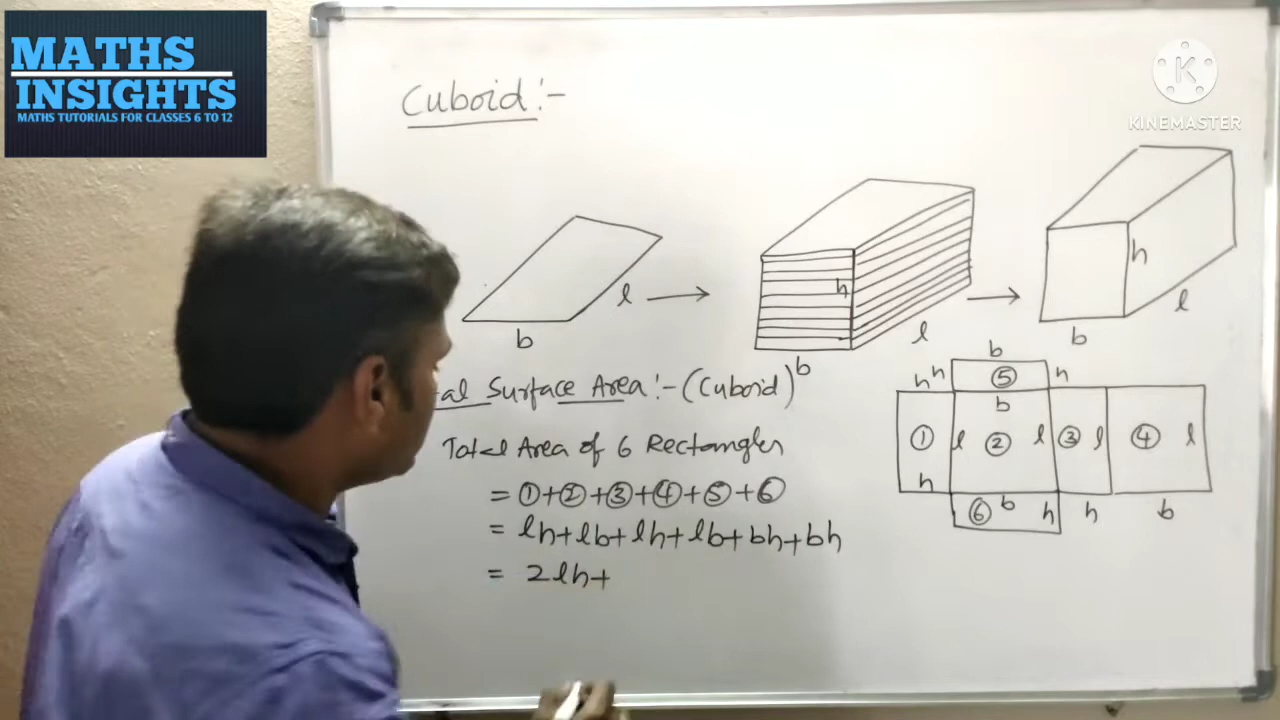 MATHS
INSIGHTS
MATHS TUTORIALS FOR CLASSES 6 TO 12
K
KINEMASTER
Cuboid:-
b
l
h
b
l
h
b
l
Surface Area:- (Cuboid)
Total Area of 6 Rectangles
= ①+②+③+④+⑤+⑥
= lh+lb+lh+lb+bh+bh
= 2lh+
b
h h ⑤ h
b
① l ② l ③ l ④ l
h
⑥ b h h b